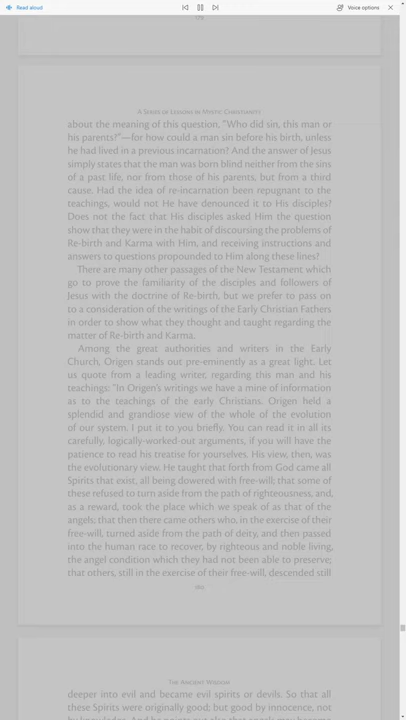 Read aloud
Voice options
179
A Series of Lessons in Mystic Christianity
about the meaning of this question, "Who did sin, this man or
his parents?"—for how could a man sin before his birth, unless
he had lived in a previous incarnation? And the answer of Jesus
simply states that the man was born blind neither from the sins
of a past life, nor from those of his parents, but from a third
cause. Had the idea of re-incarnation been repugnant to the
teachings, would not He have denounced it to His disciples?
Does not the fact that His disciples asked Him the question
show that they were in the habit of discoursing the problems of
Re-birth and Karma with Him, and receiving instructions and
answers to questions propounded to Him along these lines?
There are many other passages of the New Testament which
go to prove the familiarity of the disciples and followers of
Jesus with the doctrine of Re-birth, but we prefer to pass on
to a consideration of the writings of the Early Christian Fathers
in order to show what they thought and taught regarding the
matter of Re-birth and Karma.
Among the great authorities and writers in the Early
Church, Origen stands out pre-eminently as a great light. Let
us quote from a leading writer, regarding this man and his
teachings: "In Origen's writings we have a mine of information
as to the teachings of the early Christians. Origen held a
splendid and grandiose view of the whole of the evolution
of our system. I put it to you briefly. You can read it in all its
carefully, logically-worked-out arguments, if you will have the
patience to read his treatise for yourselves. His view, then, was
the evolutionary view. He taught that forth from God came all
Spirits that exist, all being dowered with free-will; that some of
these refused to turn aside from the path of righteousness, and,
as a reward, took the place which we speak of as that of the
angels; that then there came others who, in the exercise of their
free-will, turned aside from the path of deity, and then passed
into the human race to recover, by righteous and noble living,
the angel condition which they had not been able to preserve;
that others, still in the exercise of their free-will, descended still
180
The Ancient Wisdom
deeper into evil and became evil spirits or devils. So that all
these Spirits were originally good; but good by innocence, not